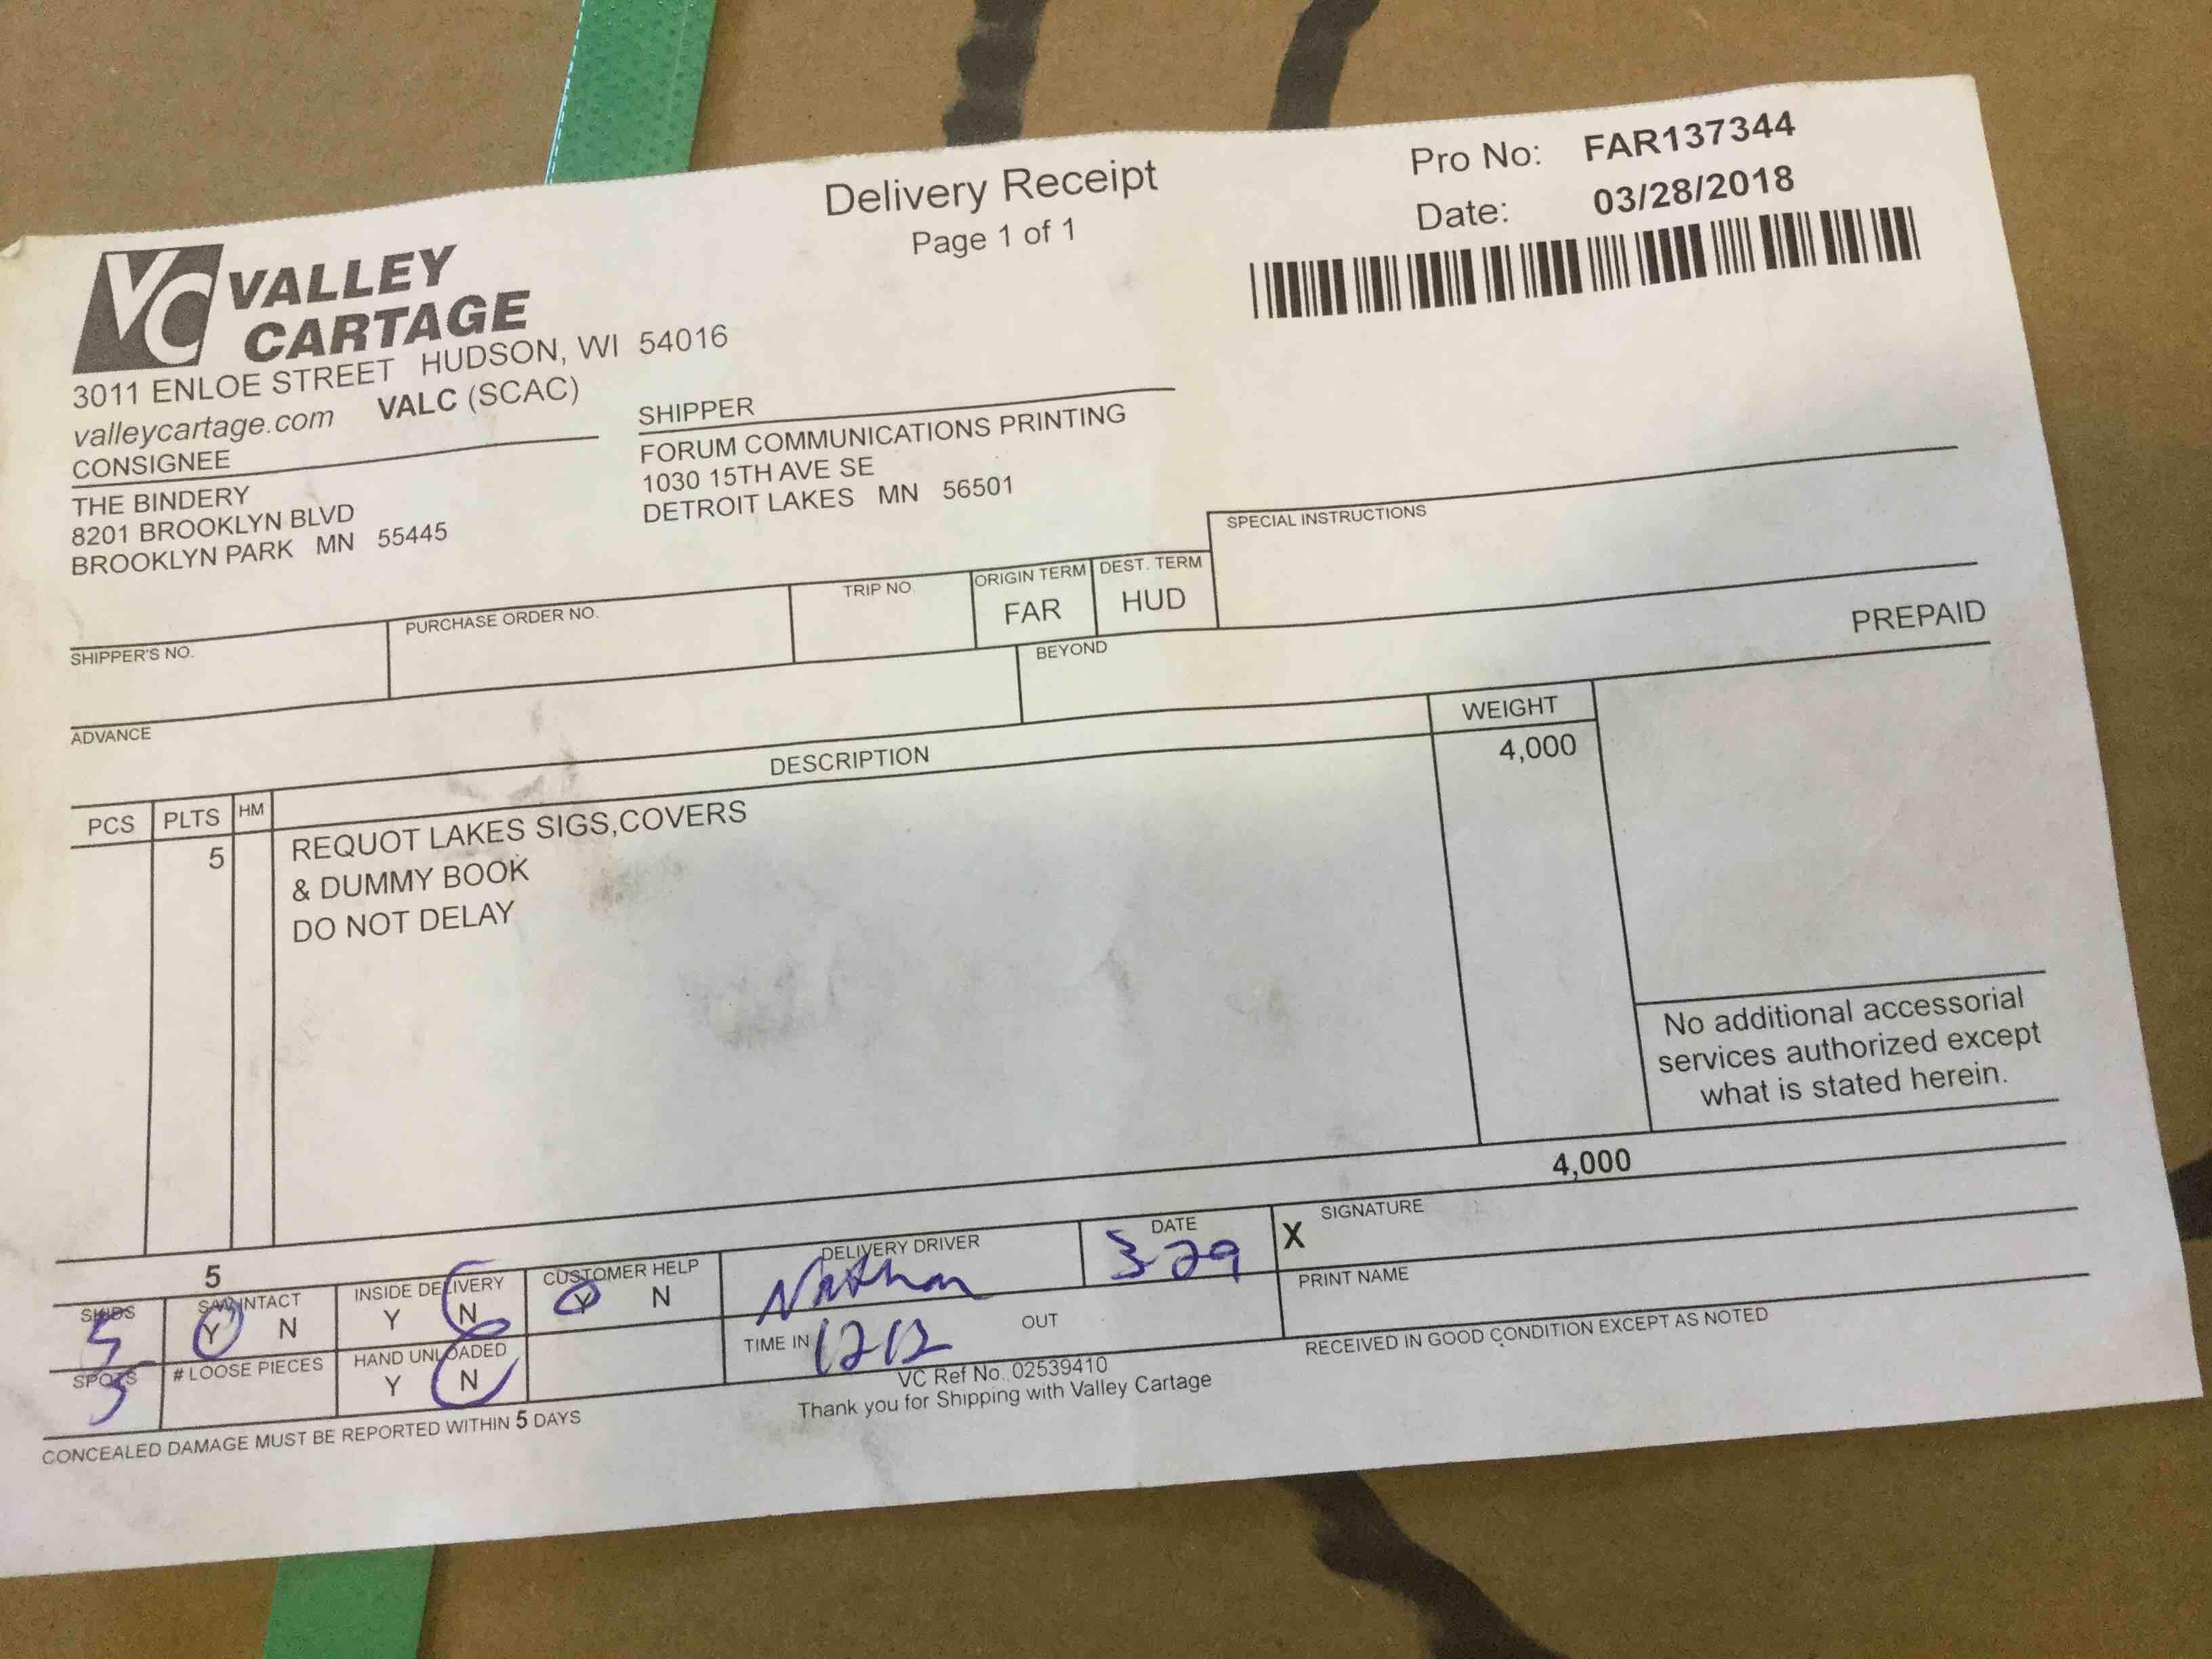 Delivery Receipt
Page 1 of 1
Pro No: FAR137344
Date: 03/28/2018
VC VALLEY
CARTAGE
3011 ENLOE STREET HUDSON, WI 54016
valleycartage.com VALC (SCAC)
CONSIGNEE
THE BINDERY
8201 BROOKLYN BLVD
BROOKLYN PARK MN 55445
SHIPPER
FORUM COMMUNICATIONS PRINTING
1030 15TH AVE SE
DETROIT LAKES MN 56501
SPECIAL INSTRUCTIONS
SHIPPER'S NO. PURCHASE ORDER NO. TRIP NO ORIGIN TERM DEST. TERM
FAR HUD
PREPAID
ADVANCE BEYOND
PCS PLTS HM DESCRIPTION WEIGHT
5 REQUOT LAKES SIGS,COVERS 4,000
& DUMMY BOOK
DO NOT DELAY
No additional accessorial
services authorized except
what is stated herein.
5 4,000
SKIDS S/W INTACT INSIDE DELIVERY CUSTOMER HELP DELIVERY DRIVER DATE X SIGNATURE
5 Y N Y N Y N Nathan 3-29
PRINT NAME
SPOTS # LOOSE PIECES HAND UNLOADED TIME IN 1212 OUT
5 Y N
RECEIVED IN GOOD CONDITION EXCEPT AS NOTED
VC Ref No. 02539410
Thank you for Shipping with Valley Cartage
CONCEALED DAMAGE MUST BE REPORTED WITHIN 5 DAYS